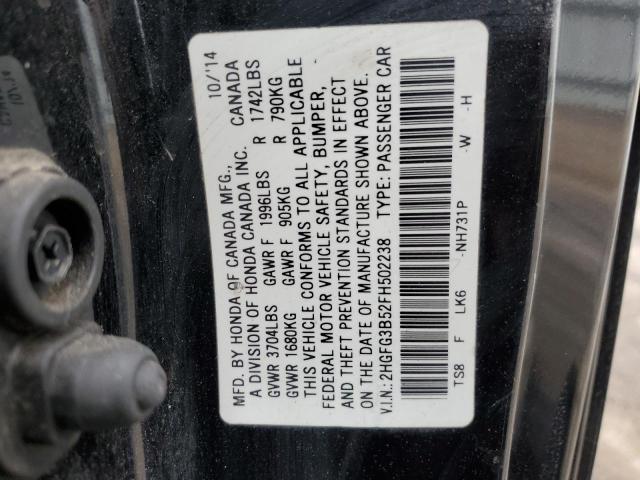 MFD. BY HONDA OF CANADA MFG., 10/'14
A DIVISION OF HONDA CANADA INC. CANADA
GVWR 3704LBS GAWR F 1996LBS R 1742LBS
GVWR 1680KG GAWR F 905KG R 790KG
THIS VEHICLE CONFORMS TO ALL APPLICABLE
FEDERAL MOTOR VEHICLE SAFETY, BUMPER,
AND THEFT PREVENTION STANDARDS IN EFFECT
ON THE DATE OF MANUFACTURE SHOWN ABOVE.
V.I.N.: 2HGFG3B52FH502238 TYPE: PASSENGER CAR
TS8 F LK6 -NH731P -W -H